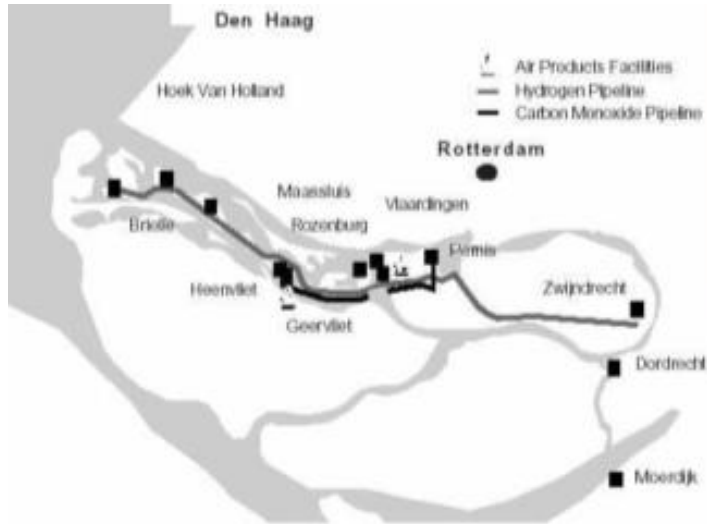 Den Haag
Air Products Facilities
Hoek Van Holland
Hydrogen Pipeline
Carbon Monoxide Pipeline
Rotterdam
Maassluis
Vlaardingen
Rozenburg
Brielle
Pernis
Heenvliet
Zwijndrecht
Geervliet
Dordrecht
Moerdijk